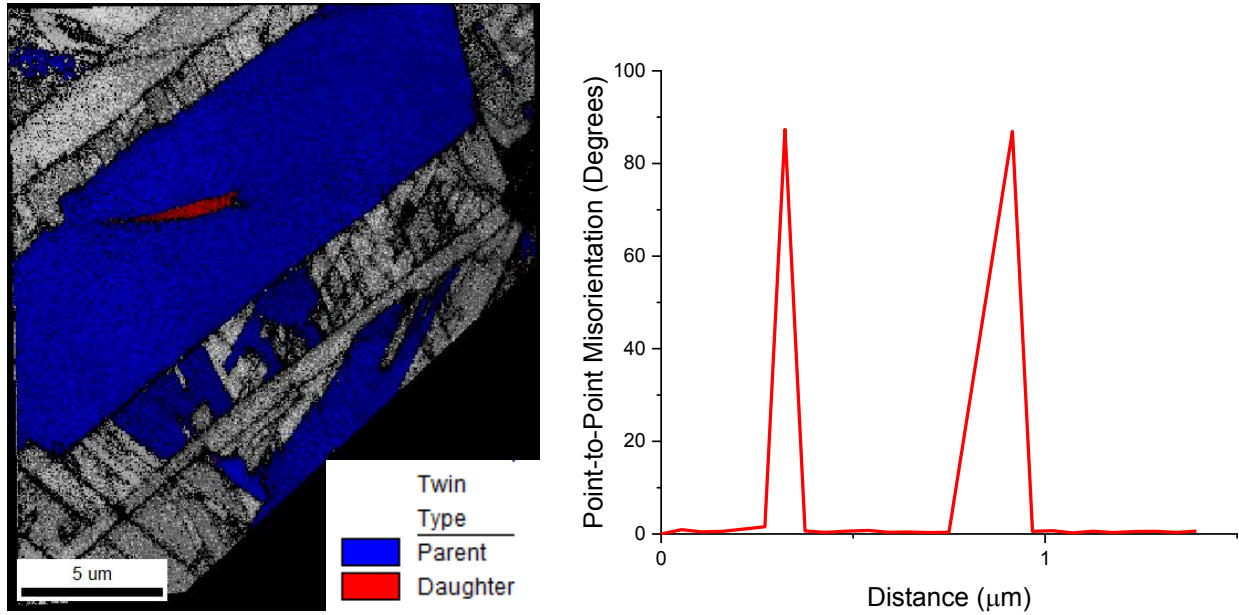 5 um
Twin
Type
Parent
Daughter
100
80
60
40
20
0
Point-to-Point Misorientation (Degrees)
0
1
Distance (μm)